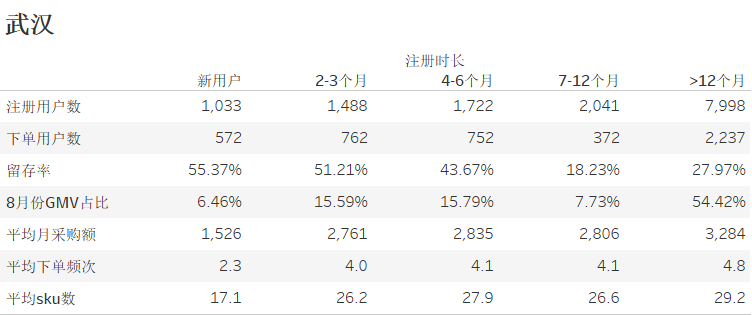 武汉
注册时长
新用户 2-3个月 4-6个月 7-12个月 >12个月
注册用户数 1,033 1,488 1,722 2,041 7,998
下单用户数 572 762 752 372 2,237
留存率 55.37% 51.21% 43.67% 18.23% 27.97%
8月份GMV占比 6.46% 15.59% 15.79% 7.73% 54.42%
平均月采购额 1,526 2,761 2,835 2,806 3,284
平均下单频次 2.3 4.0 4.1 4.1 4.8
平均sku数 17.1 26.2 27.9 26.6 29.2